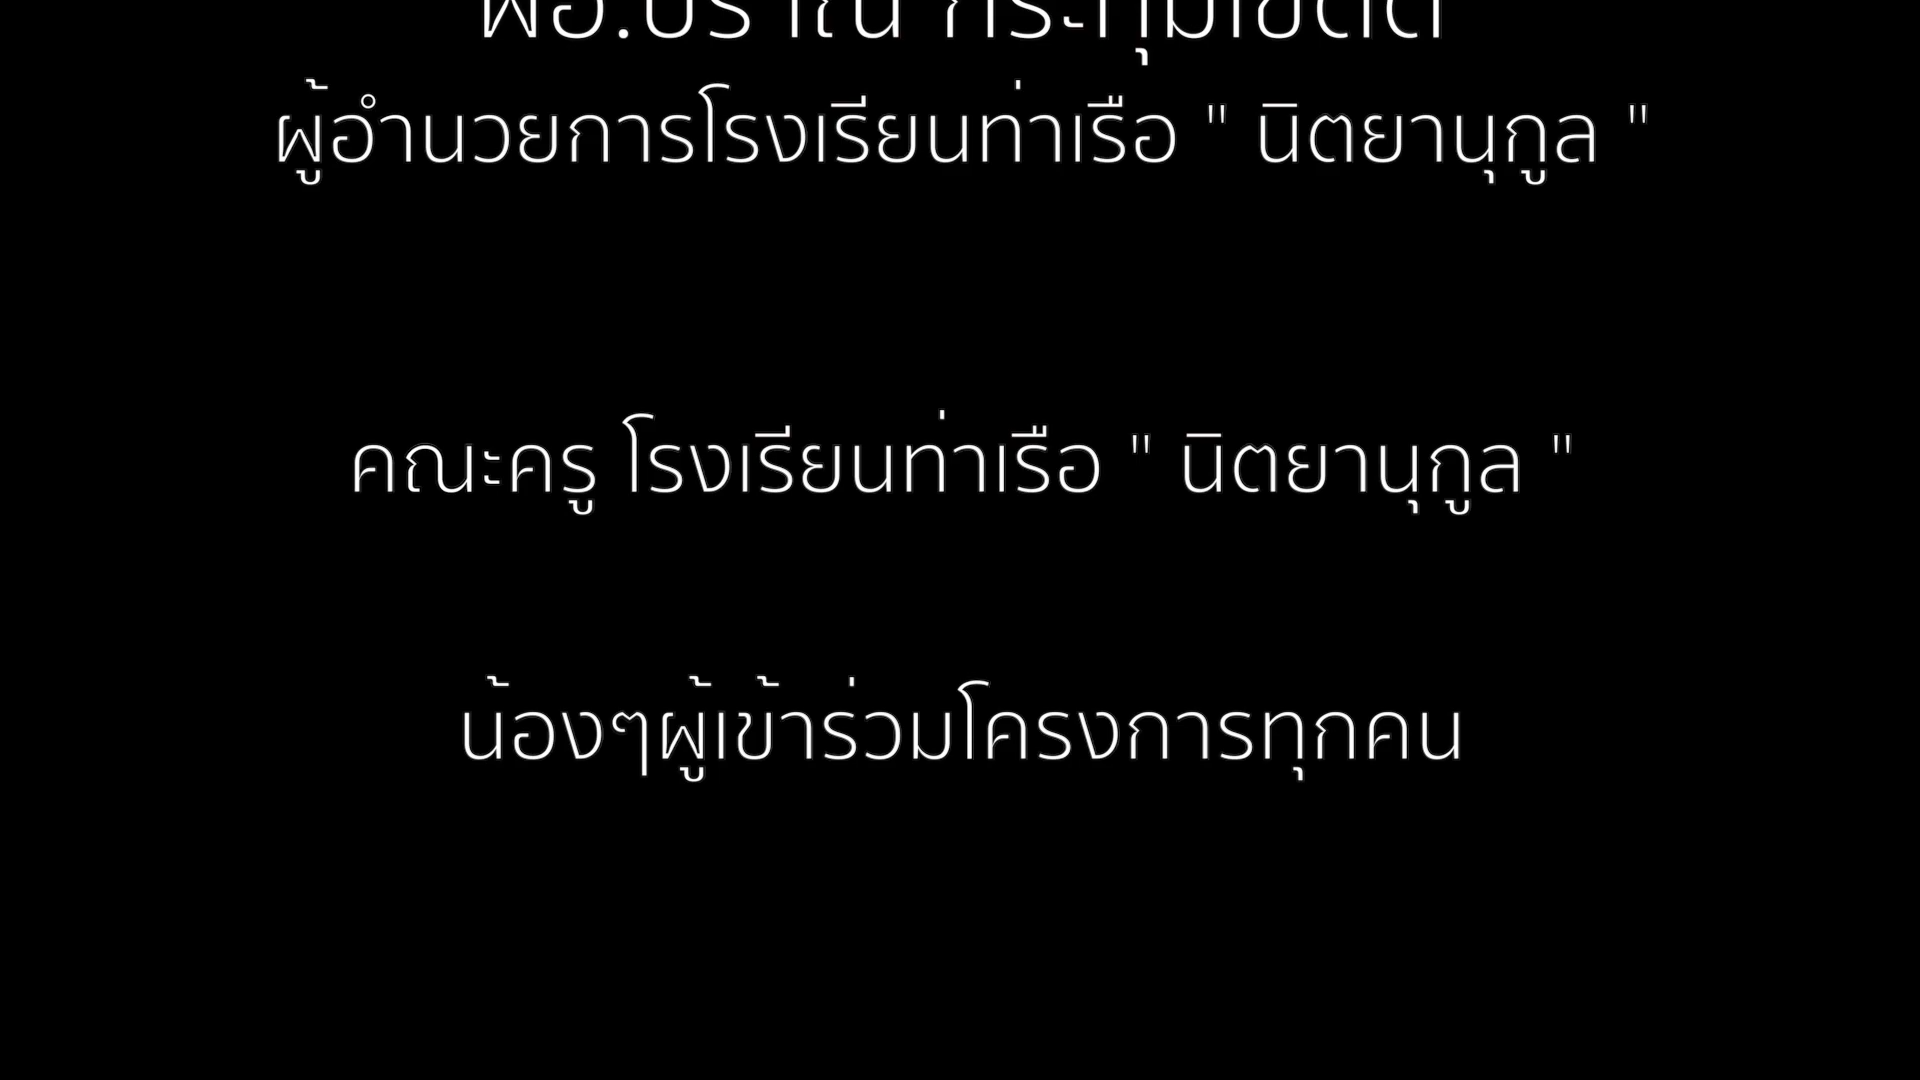 ผู้อำนวยการโรงเรียนท่าเรือ " นิตยานุกูล "
คณะครู โรงเรียนท่าเรือ " นิตยานุกูล "
น้องๆผู้เข้าร่วมโครงการทุกคน